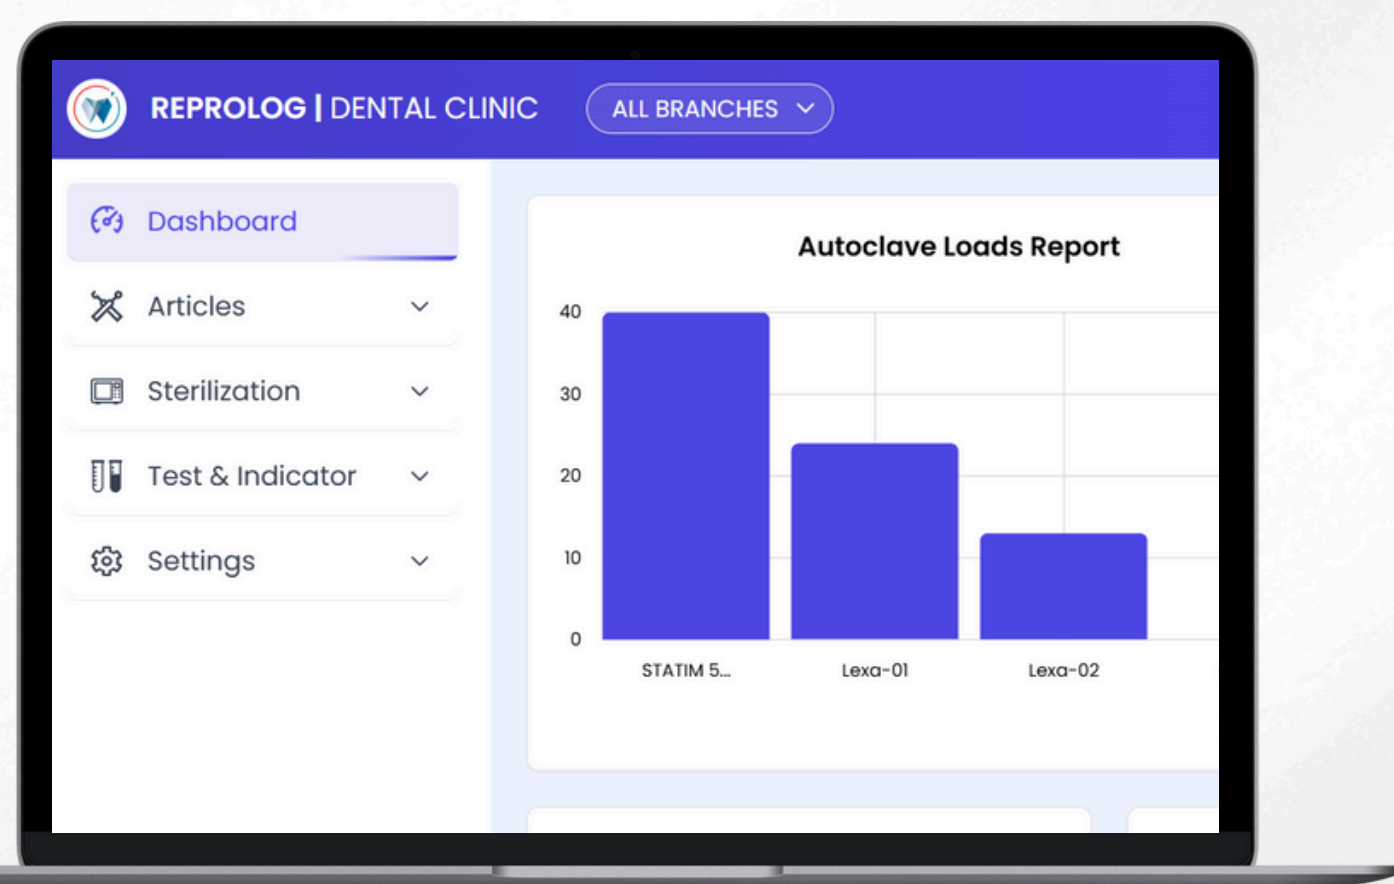 REPROLOG | DENTAL CLINIC
ALL BRANCHES
Dashboard
Articles
Sterilization
Test & Indicator
Settings
Autoclave Loads Report
40
30
20
10
0
STATIM 5...
Lexa-01
Lexa-02